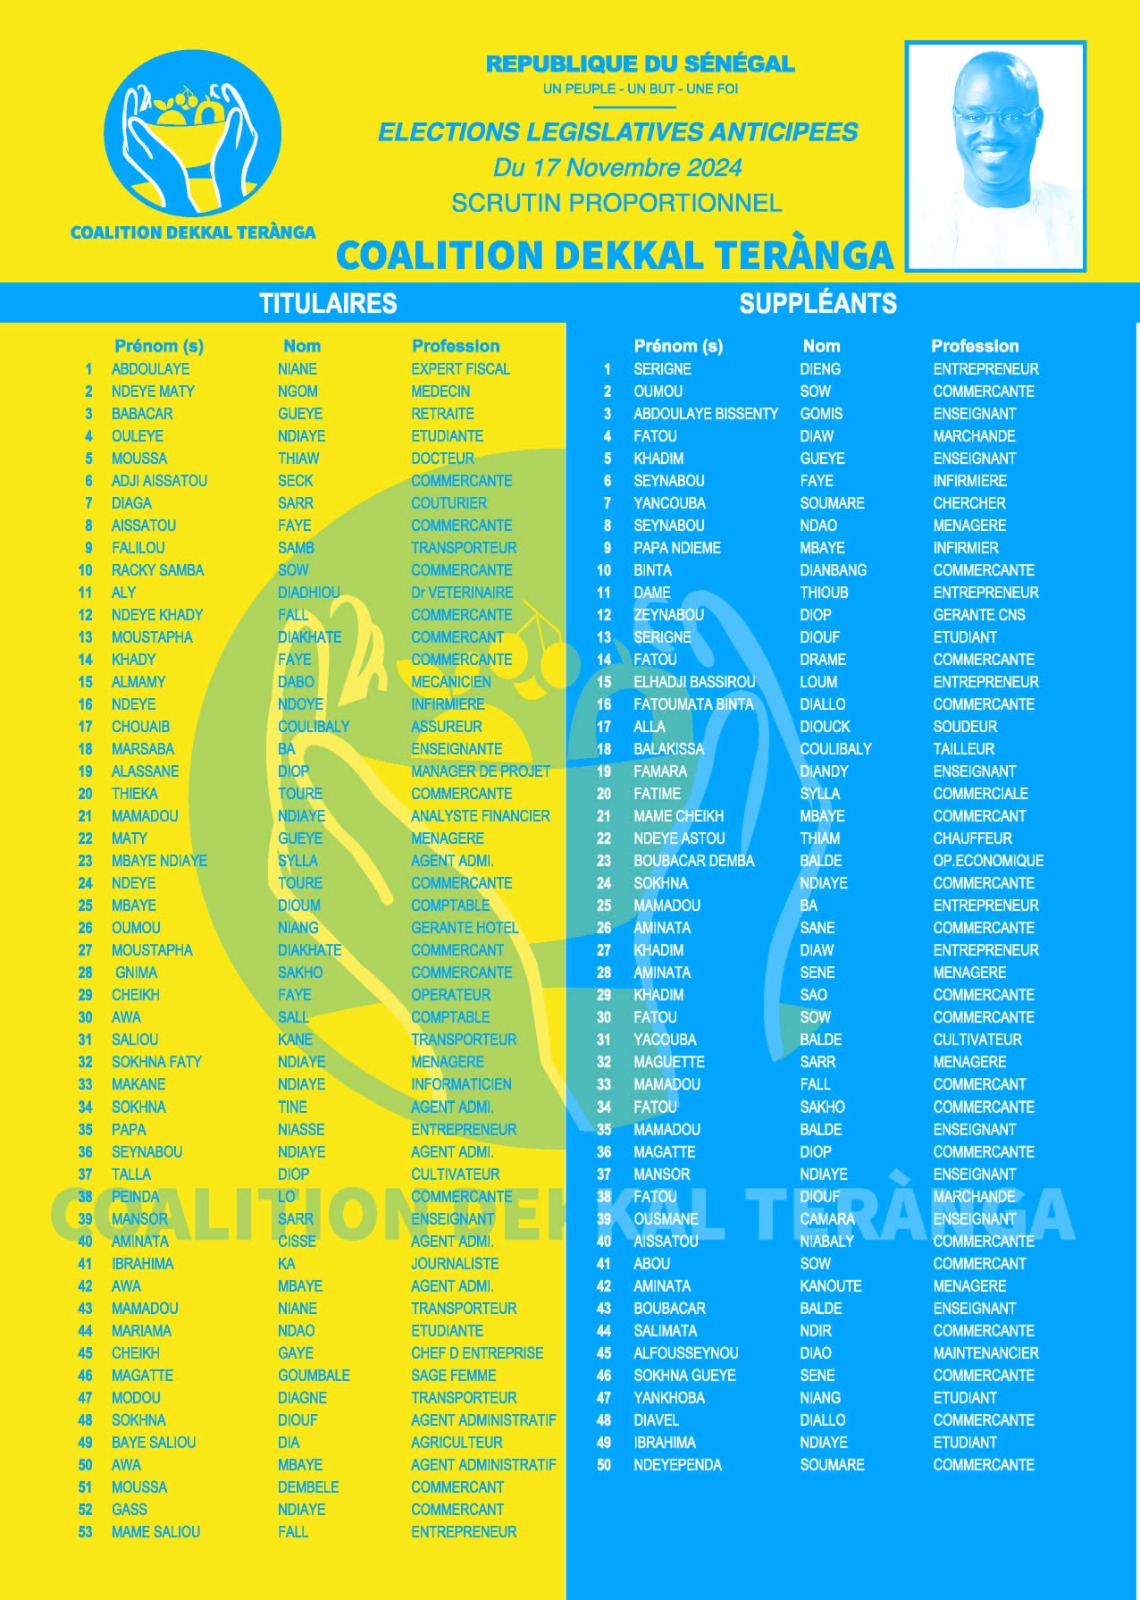 REPUBLIQUE DU SÉNÉGAL
UN PEUPLE - UN BUT - UNE FOI
ELECTIONS LEGISLATIVES ANTICIPEES
Du 17 Novembre 2024
SCRUTIN PROPORTIONNEL
COALITION DEKKAL TERÀNGA
COALITION DEKKAL TERÀNGA
TITULAIRES
Prénom (s) Nom Profession
1 ABDOULAYE NIANE EXPERT FISCAL
2 NDEYE MATY NGOM MEDECIN
3 BABACAR GUEYE RETRAITE
4 OULEYE NDIAYE ETUDIANTE
5 MOUSSA THIAW DOCTEUR
6 ADJI AISSATOU SECK COMMERCANTE
7 DIAGA SARR COUTURIER
8 AISSATOU FAYE COMMERCANTE
9 FALILOU SAMB TRANSPORTEUR
10 RACKY SAMBA SOW COMMERCANTE
11 ALY DIADHIOU Dr VETERINAIRE
12 NDEYE KHADY FALL COMMERCANTE
13 MOUSTAPHA DIAKHATE COMMERCANT
14 KHADY FAYE COMMERCANTE
15 ALMAMY DABO MECANICIEN
16 NDEYE NDOYE INFIRMIERE
17 CHOUAIB COULIBALY ASSUREUR
18 MARSABA BA ENSEIGNANTE
19 ALASSANE DIOP MANAGER DE PROJET
20 THIEKA TOURE COMMERCANTE
21 MAMADOU NDIAYE ANALYSTE FINANCIER
22 MATY GUEYE MENAGERE
23 MBAYE NDIAYE SYLLA AGENT ADMI.
24 NDEYE TOURE COMMERCANTE
25 MBAYE DIOUM COMPTABLE
26 OUMOU NIANG GERANTE HOTEL
27 MOUSTAPHA DIAKHATE COMMERCANT
28 GNIMA SAKHO COMMERCANTE
29 CHEIKH FAYE OPERATEUR
30 AWA SALL COMPTABLE
31 SALIOU KANE TRANSPORTEUR
32 SOKHNA FATY NDIAYE MENAGERE
33 MAKANE NDIAYE INFORMATICIEN
34 SOKHNA TINE AGENT ADMI.
35 PAPA NIASSE ENTREPRENEUR
36 SEYNABOU NDIAYE AGENT ADMI.
37 TALLA DIOP CULTIVATEUR
38 PEINDA LO COMMERCANTE
39 MANSOR SARR ENSEIGNANT
40 AMINATA CISSE AGENT ADMI.
41 IBRAHIMA KA JOURNALISTE
42 AWA MBAYE AGENT ADMI.
43 MAMADOU NIANE TRANSPORTEUR
44 MARIAMA NDAO ETUDIANTE
45 CHEIKH GAYE CHEF D ENTREPRISE
46 MAGATTE GOUMBALE SAGE FEMME
47 MODOU DIAGNE TRANSPORTEUR
48 SOKHNA DIOUF AGENT ADMINISTRATIF
49 BAYE SALIOU DIA AGRICULTEUR
50 AWA MBAYE AGENT ADMINISTRATIF
51 MOUSSA DEMBELE COMMERCANT
52 GASS NDIAYE COMMERCANT
53 MAME SALIOU FALL ENTREPRENEUR
SUPPLÉANTS
Prénom (s) Nom Profession
1 SERIGNE DIENG ENTREPRENEUR
2 OUMOU SOW COMMERCANTE
3 ABDOULAYE BISSENTY GOMIS ENSEIGNANT
4 FATOU DIAW MARCHANDE
5 KHADIM GUEYE ENSEIGNANT
6 SEYNABOU FAYE INFIRMIERE
7 YANCOUBA SOUMARE CHERCHER
8 SEYNABOU NDAO MENAGERE
9 PAPA NDIEME MBAYE INFIRMIER
10 BINTA DIANBANG COMMERCANTE
11 DAME THIOUB ENTREPRENEUR
12 ZEYNABOU DIOP GERANTE CNS
13 SERIGNE DIOUF ETUDIANT
14 FATOU DRAME COMMERCANTE
15 ELHADJI BASSIROU LOUM ENTREPRENEUR
16 FATOUMATA BINTA DIALLO COMMERCANTE
17 ALLA DIOUCK SOUDEUR
18 BALAKISSA COULIBALY TAILLEUR
19 FAMARA DIANDY ENSEIGNANT
20 FATIME SYLLA COMMERCIALE
21 MAME CHEIKH MBAYE COMMERCANT
22 NDEYE ASTOU THIAM CHAUFFEUR
23 BOUBACAR DEMBA BALDE OP.ECONOMIQUE
24 SOKHNA NDIAYE COMMERCANTE
25 MAMADOU BA ENTREPRENEUR
26 AMINATA SANE COMMERCANTE
27 KHADIM DIAW ENTREPRENEUR
28 AMINATA SENE MENAGERE
29 KHADIM SAO COMMERCANTE
30 FATOU SOW COMMERCANTE
31 YACOUBA BALDE CULTIVATEUR
32 MAGUETTE SARR MENAGERE
33 MAMADOU FALL COMMERCANT
34 FATOU SAKHO COMMERCANTE
35 MAMADOU BALDE ENSEIGNANT
36 MAGATTE DIOP COMMERCANTE
37 MANSOR NDIAYE ENSEIGNANT
38 FATOU DIOUF MARCHANDE
39 OUSMANE CAMARA ENSEIGNANT
40 AISSATOU NIABALY COMMERCANTE
41 ABOU SOW COMMERCANT
42 AMINATA KANOUTE MENAGERE
43 BOUBACAR BALDE ENSEIGNANT
44 SALIMATA NDIR COMMERCANTE
45 ALFOUSSEYNOU DIAO MAINTENANCIER
46 SOKHNA GUEYE SENE COMMERCANTE
47 YANKHOBA NIANG ETUDIANT
48 DIAVEL DIALLO COMMERCANTE
49 IBRAHIMA NDIAYE ETUDIANT
50 NDEYEPENDA SOUMARE COMMERCANTE
COALITION DEKKAL TERÀNGA